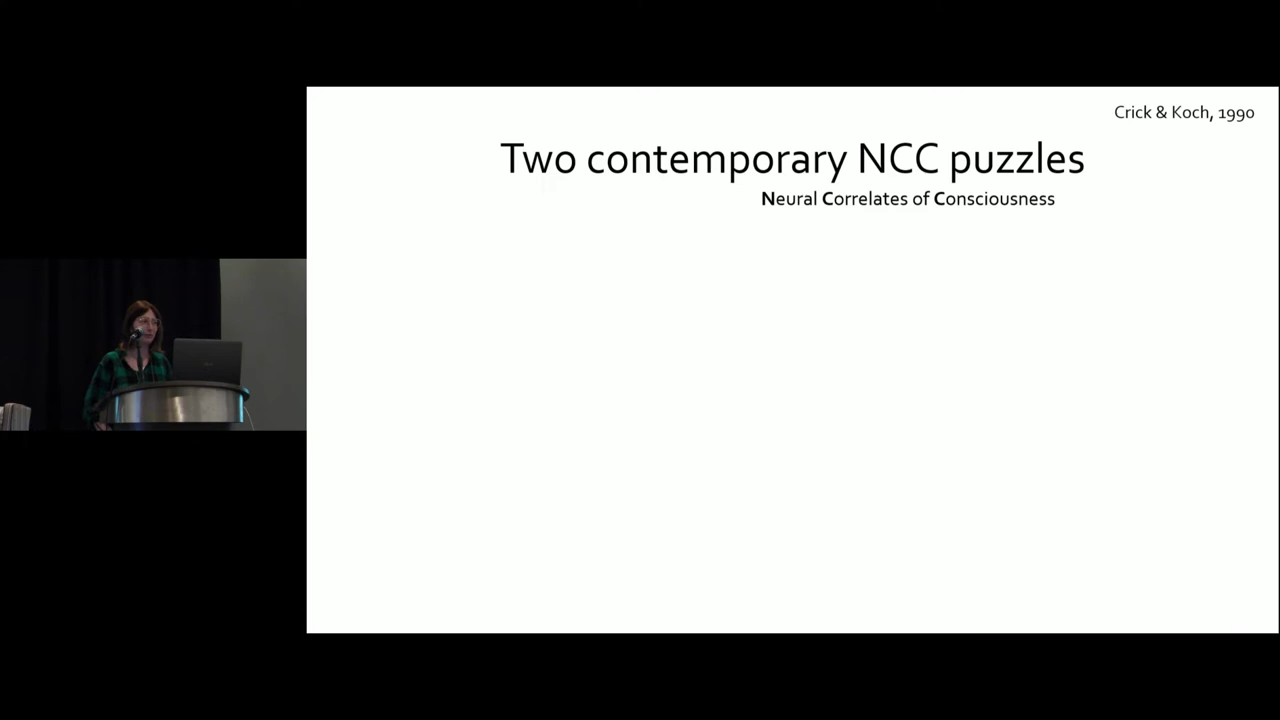 Crick & Koch, 1990
Two contemporary NCC puzzles
Neural Correlates of Consciousness